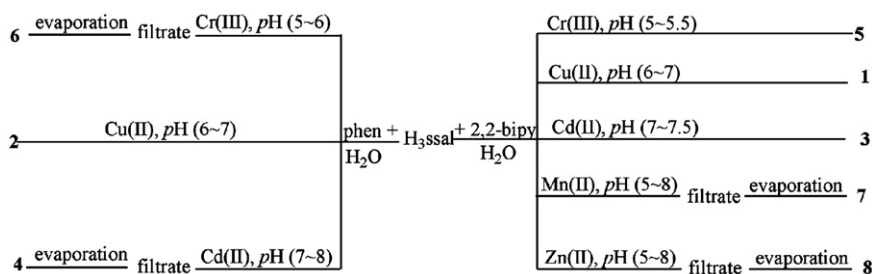 6 evaporation filtrate Cr(III), pH (5~6)
Cr(III), pH (5~5.5) 5
Cu(II), pH (6~7) 1
2 Cu(II), pH (6~7) phen + H₃ssal + 2,2-bipy Cd(II), pH (7~7.5) 3
H₂O H₂O
Mn(II), pH (5~8) filtrate evaporation 7
4 evaporation filtrate Cd(II), pH (7~8)
Zn(II), pH (5~8) filtrate evaporation 8